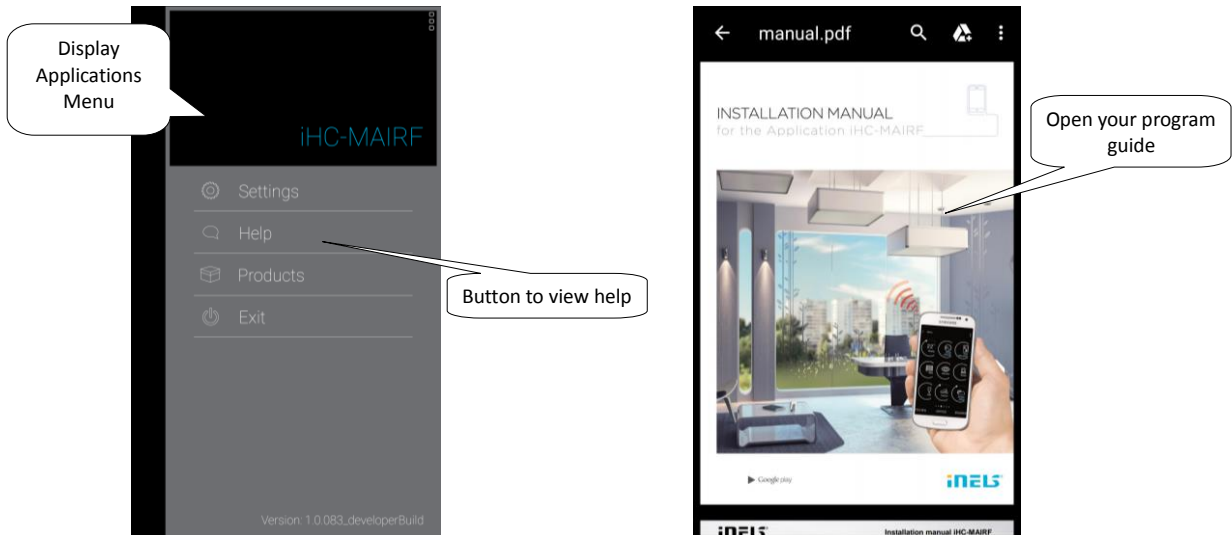 Display
Applications
Menu
iHC-MAIRF
Settings
Help
Products
Exit
Button to view help
Version: 1.0.083_developerBuild
manual.pdf
INSTALLATION MANUAL
for the Application iHC-MAIRF
Open your program
guide
Google play
iNELS
iNELS
Installation manual iHC-MAIRF